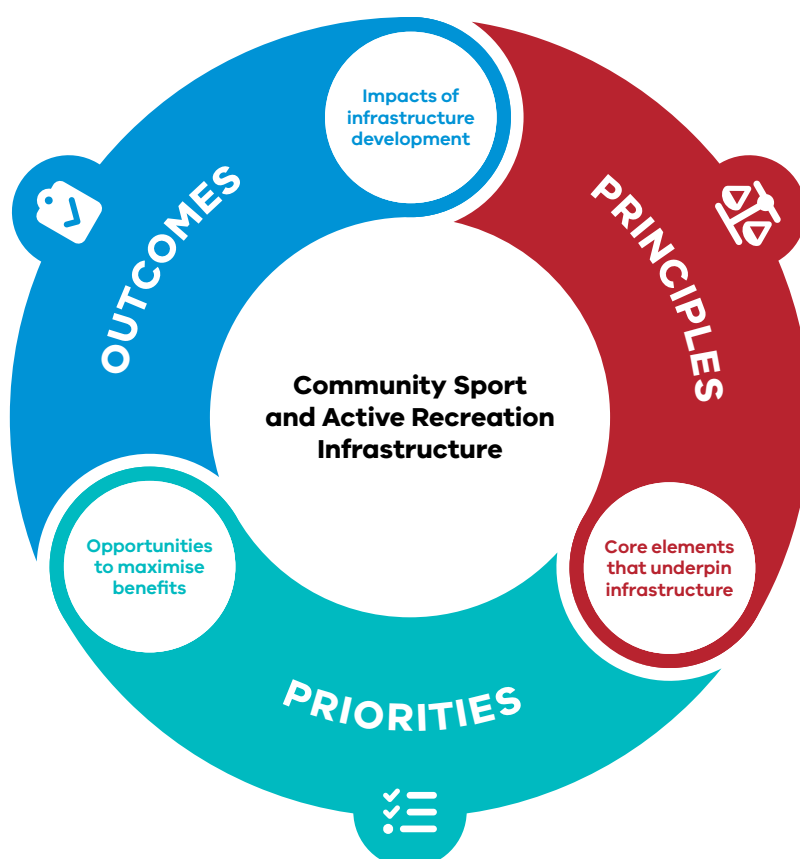 Impacts of
infrastructure
development
OUTCOMES
PRINCIPLES
Community Sport
and Active Recreation
Infrastructure
Opportunities
to maximise
benefits
Core elements
that underpin
infrastructure
PRIORITIES